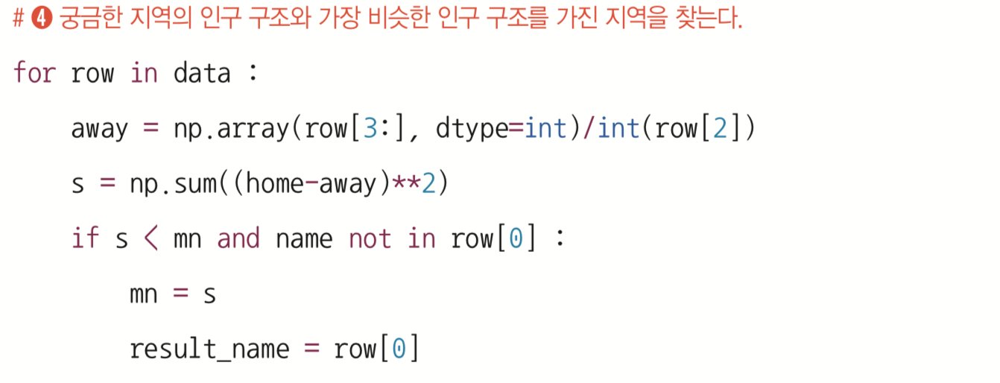 # ❹ 궁금한 지역의 인구 구조와 가장 비슷한 인구 구조를 가진 지역을 찾는다.
for row in data :
    away = np.array(row[3:], dtype=int)/int(row[2])
    s = np.sum((home-away)**2)
    if s < mn and name not in row[0] :
        mn = s
        result_name = row[0]